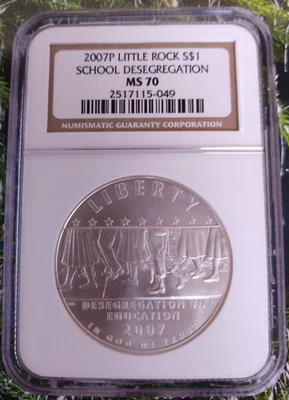 2007P LITTLE ROCK S$1
SCHOOL DESEGREGATION
MS 70
2517115-049
NUMISMATIC GUARANTY CORPORATION
LIBERTY
DESEGREGATION IN
EDUCATION
2007
IN GOD WE TRUST